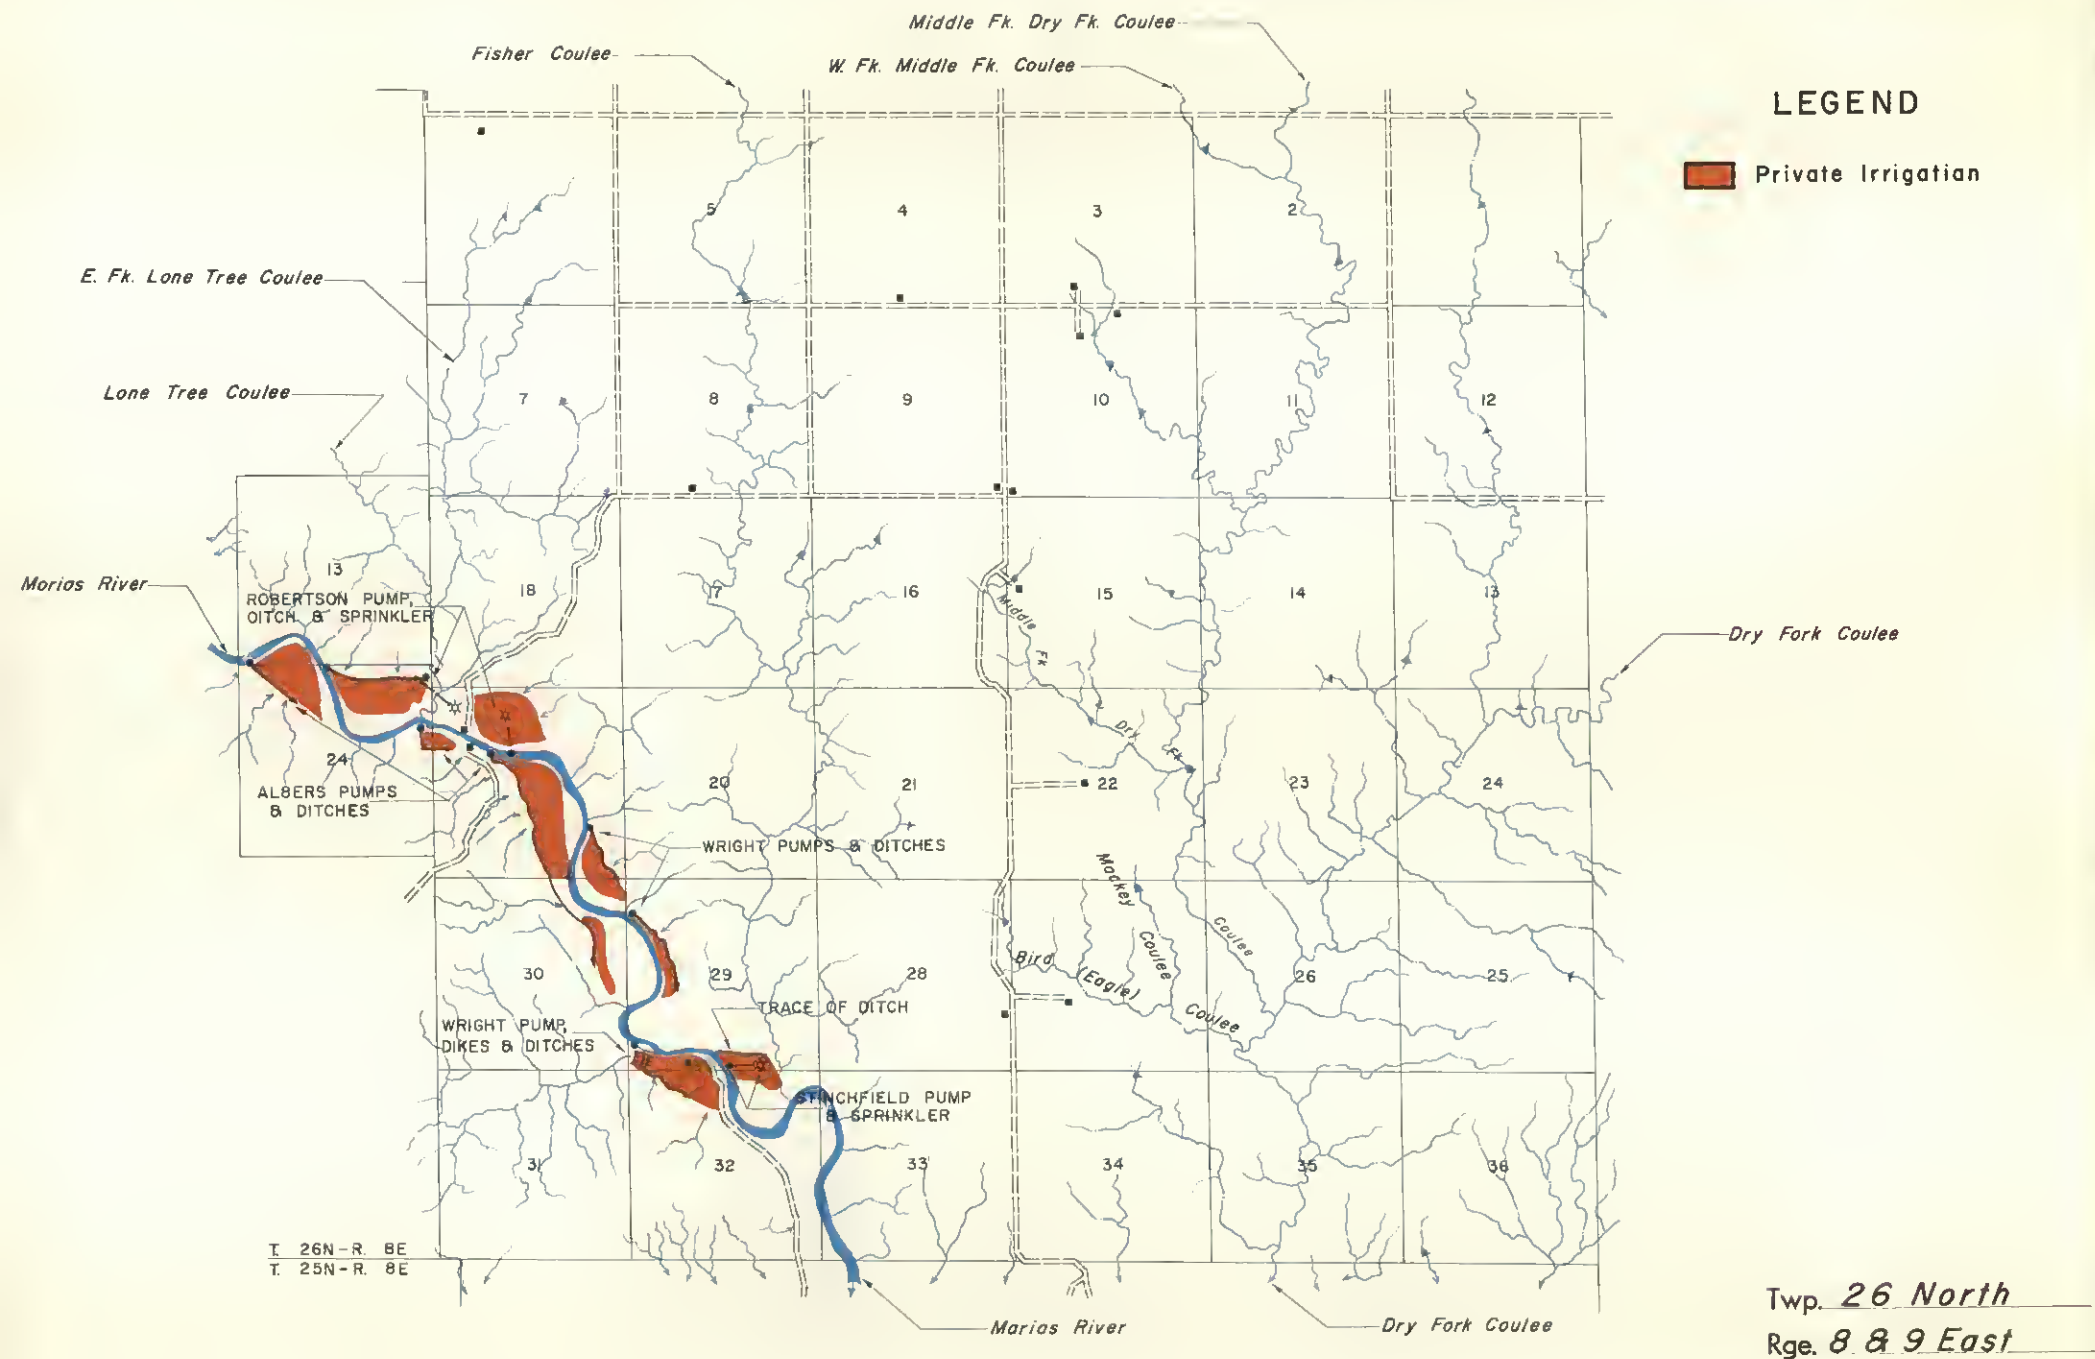 Middle Fk. Dry Fk. Coulee
Fisher Coulee
W. Fk. Middle Fk. Coulee
LEGEND
Private Irrigatian
5
4
3
2
E. Fk. Lone Tree Coulee
Lone Tree Coulee
7
8
9
10
11
12
13
18
17
16
15
14
13
Morias River
ROBERTSON PUMP,
OITCH & SPRINKLER
Middle
Fk
Dry Fork Coulee
Dry
Fk
24
20
21
22
23
24
AL8ERS PUMPS
& DITCHES
WRIGHT PUMPS & DITCHES
Mackey
Coulee
Coulee
Bird
(Eagle)
Coulee
30
29
28
26
25
TRACE OF DITCH
WRIGHT PUMP,
DIKES & DITCHES
STINCHFIELD PUMP
& SPRINKLER
31
32
33
34
35
36
T. 26N-R. 8E
T. 25N-R. 8E
Marias River
Dry Fork Coulee
Twp. 26 North
Rge. 8 & 9 East